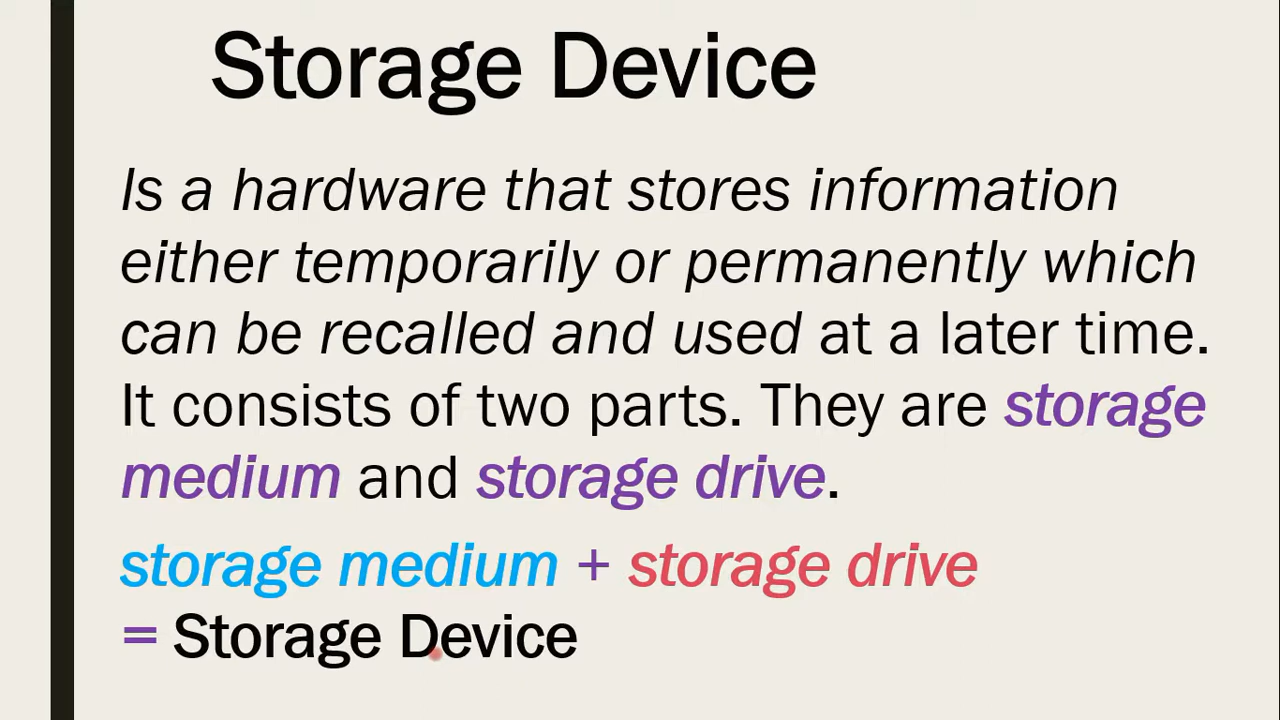 Storage Device
Is a hardware that stores information
either temporarily or permanently which
can be recalled and used at a later time.
It consists of two parts. They are storage
medium and storage drive.
storage medium + storage drive
= Storage Device